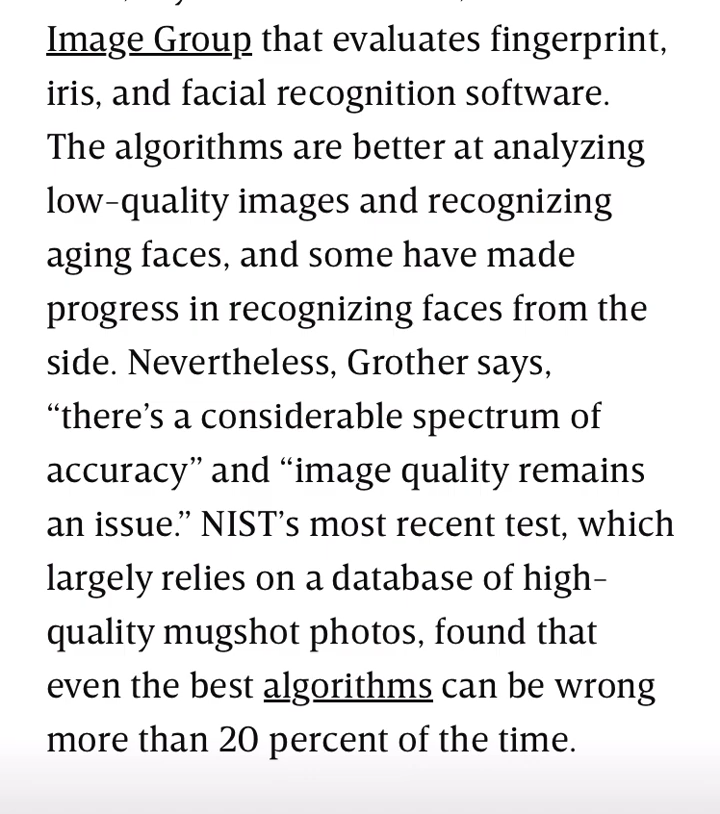 Image Group that evaluates fingerprint,
iris, and facial recognition software.
The algorithms are better at analyzing
low-quality images and recognizing
aging faces, and some have made
progress in recognizing faces from the
side. Nevertheless, Grother says,
“there’s a considerable spectrum of
accuracy” and “image quality remains
an issue.” NIST’s most recent test, which
largely relies on a database of high-
quality mugshot photos, found that
even the best algorithms can be wrong
more than 20 percent of the time.